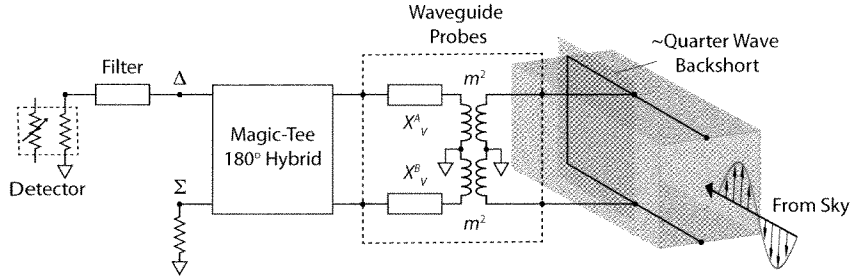 Waveguide
Probes
~Quarter Wave
Backshort
Filter
Δ
m²
Magic-Tee
180° Hybrid
X^A_V
Detector
Σ
X^B_V
m²
From Sky